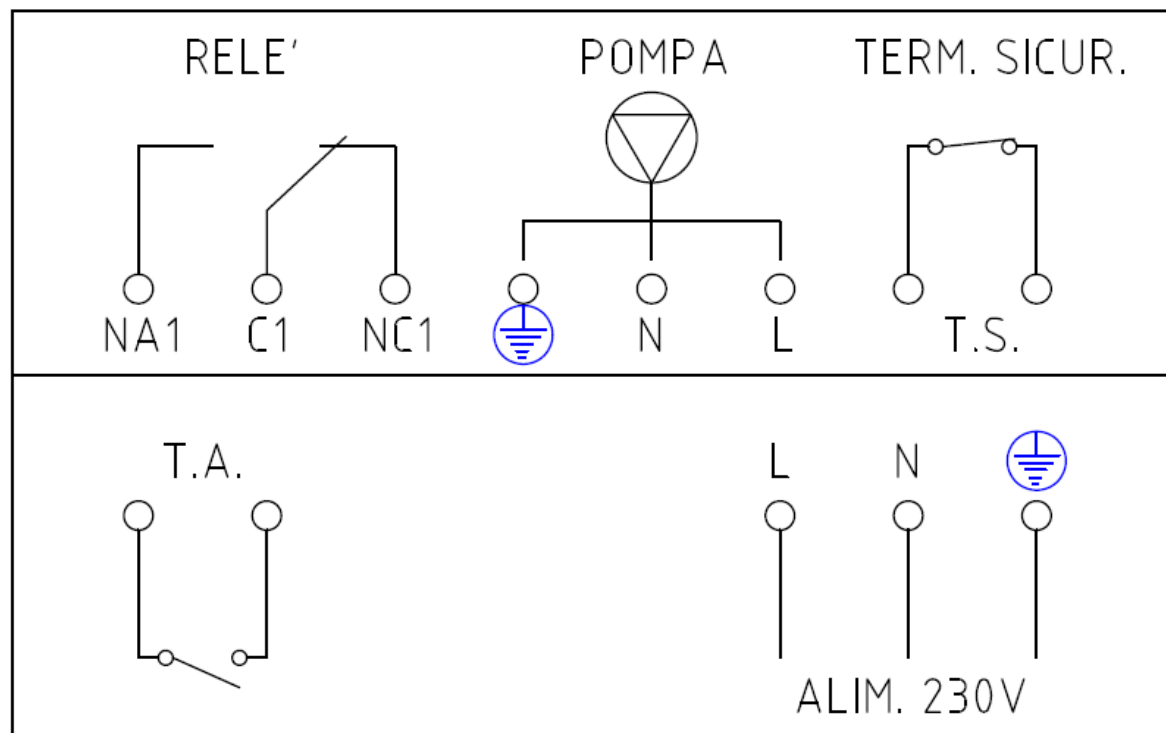 RELE' POMPA TERM. SICUR.
NA1 C1 NC1 N L T.S.
T.A. L N
ALIM. 230V